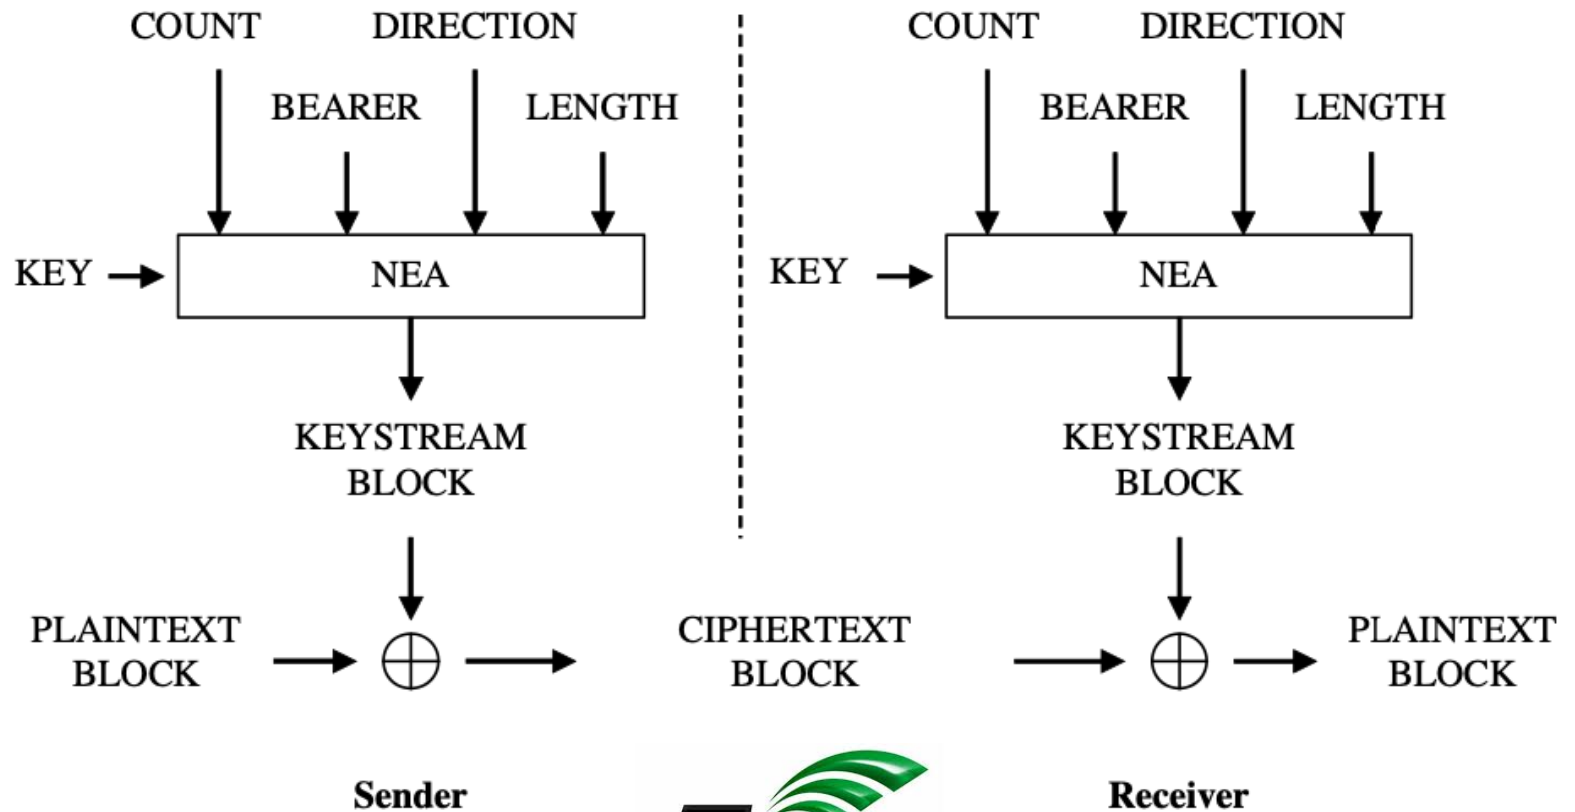 COUNT DIRECTION COUNT DIRECTION
BEARER LENGTH BEARER LENGTH
KEY NEA KEY NEA
KEYSTREAM KEYSTREAM
BLOCK BLOCK
PLAINTEXT CIPHERTEXT PLAINTEXT
BLOCK BLOCK BLOCK
Sender Receiver